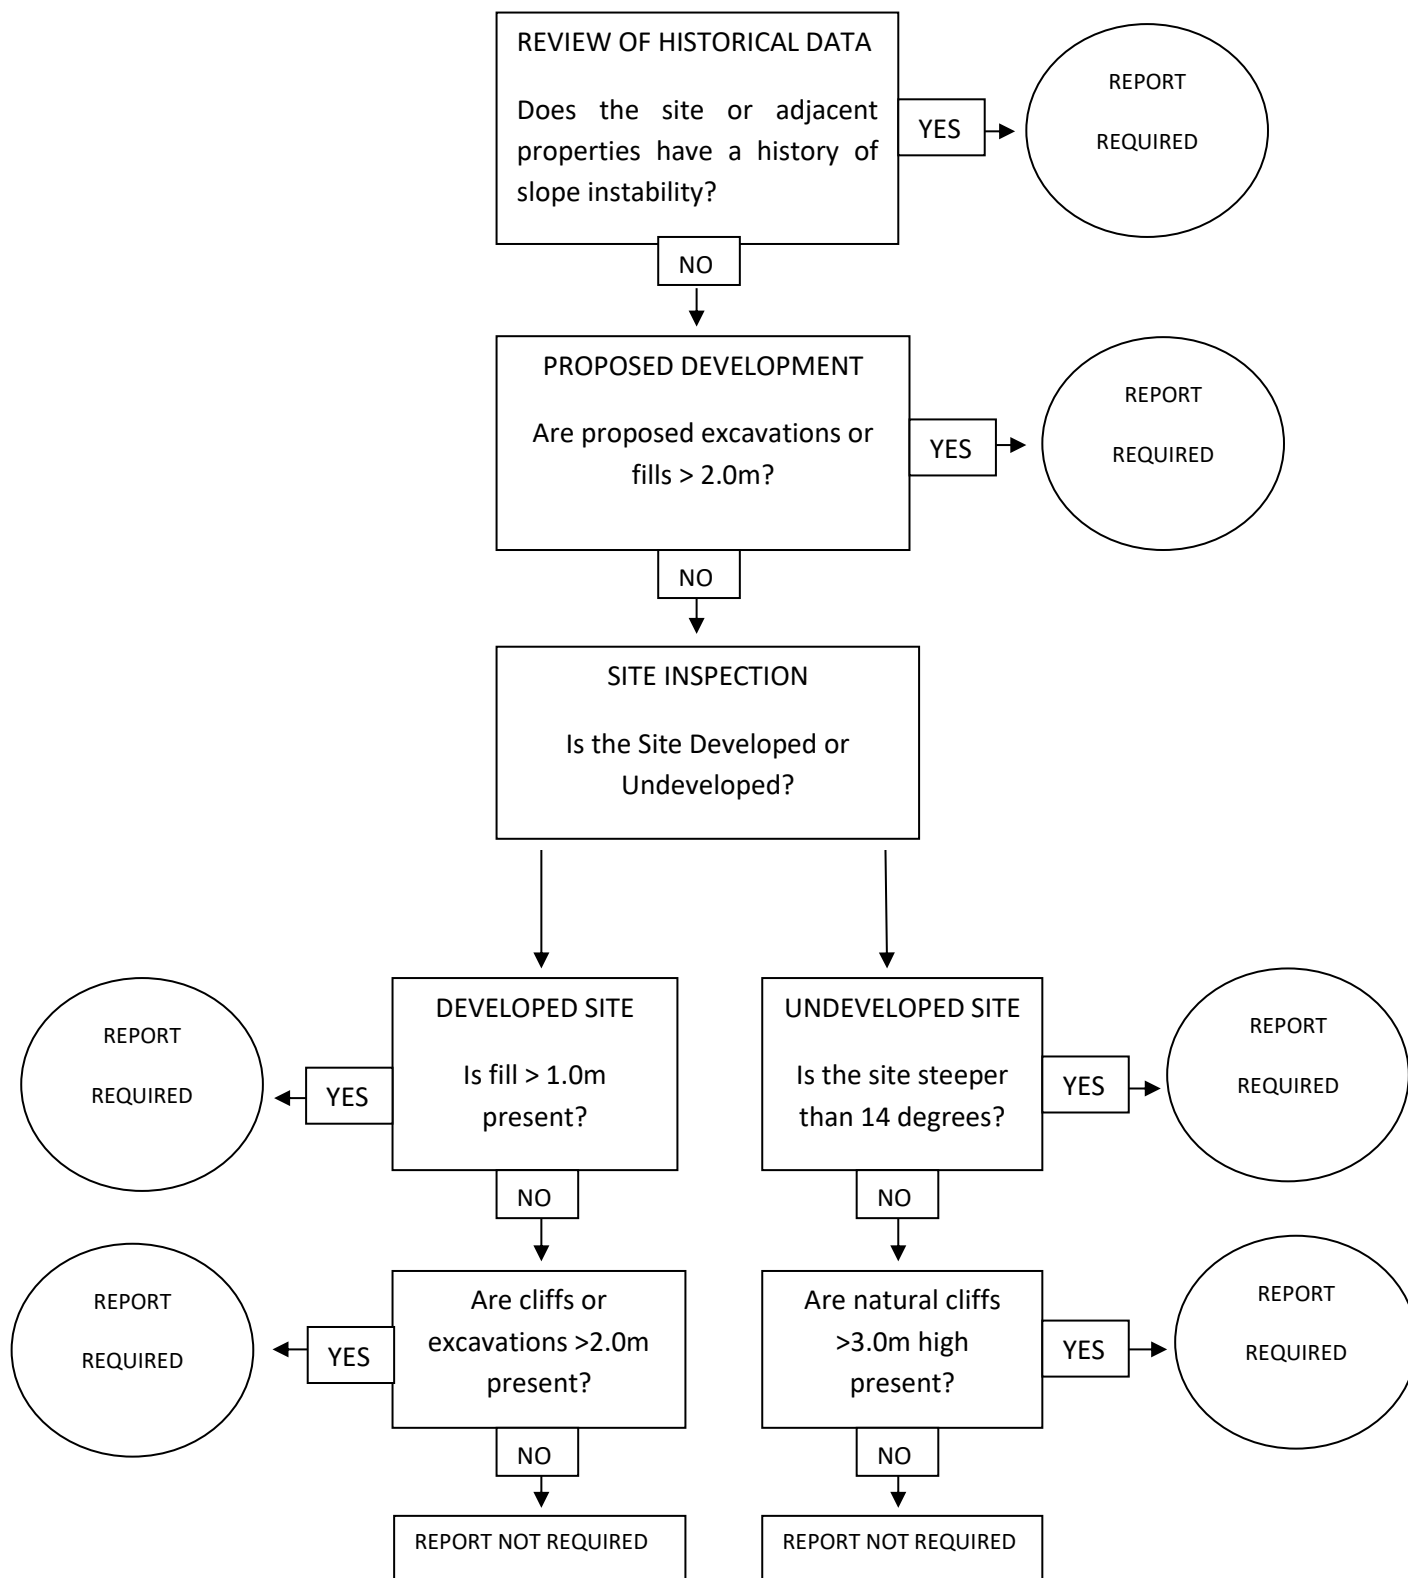 REVIEW OF HISTORICAL DATA
Does the site or adjacent
properties have a history of
slope instability?
YES
REPORT
REQUIRED
NO
PROPOSED DEVELOPMENT
Are proposed excavations or
fills > 2.0m?
YES
REPORT
REQUIRED
NO
SITE INSPECTION
Is the Site Developed or
Undeveloped?
DEVELOPED SITE
Is fill > 1.0m
present?
YES
REPORT
REQUIRED
NO
Are cliffs or
excavations >2.0m
present?
YES
REPORT
REQUIRED
NO
REPORT NOT REQUIRED
UNDEVELOPED SITE
Is the site steeper
than 14 degrees?
YES
REPORT
REQUIRED
NO
Are natural cliffs
>3.0m high
present?
YES
REPORT
REQUIRED
NO
REPORT NOT REQUIRED